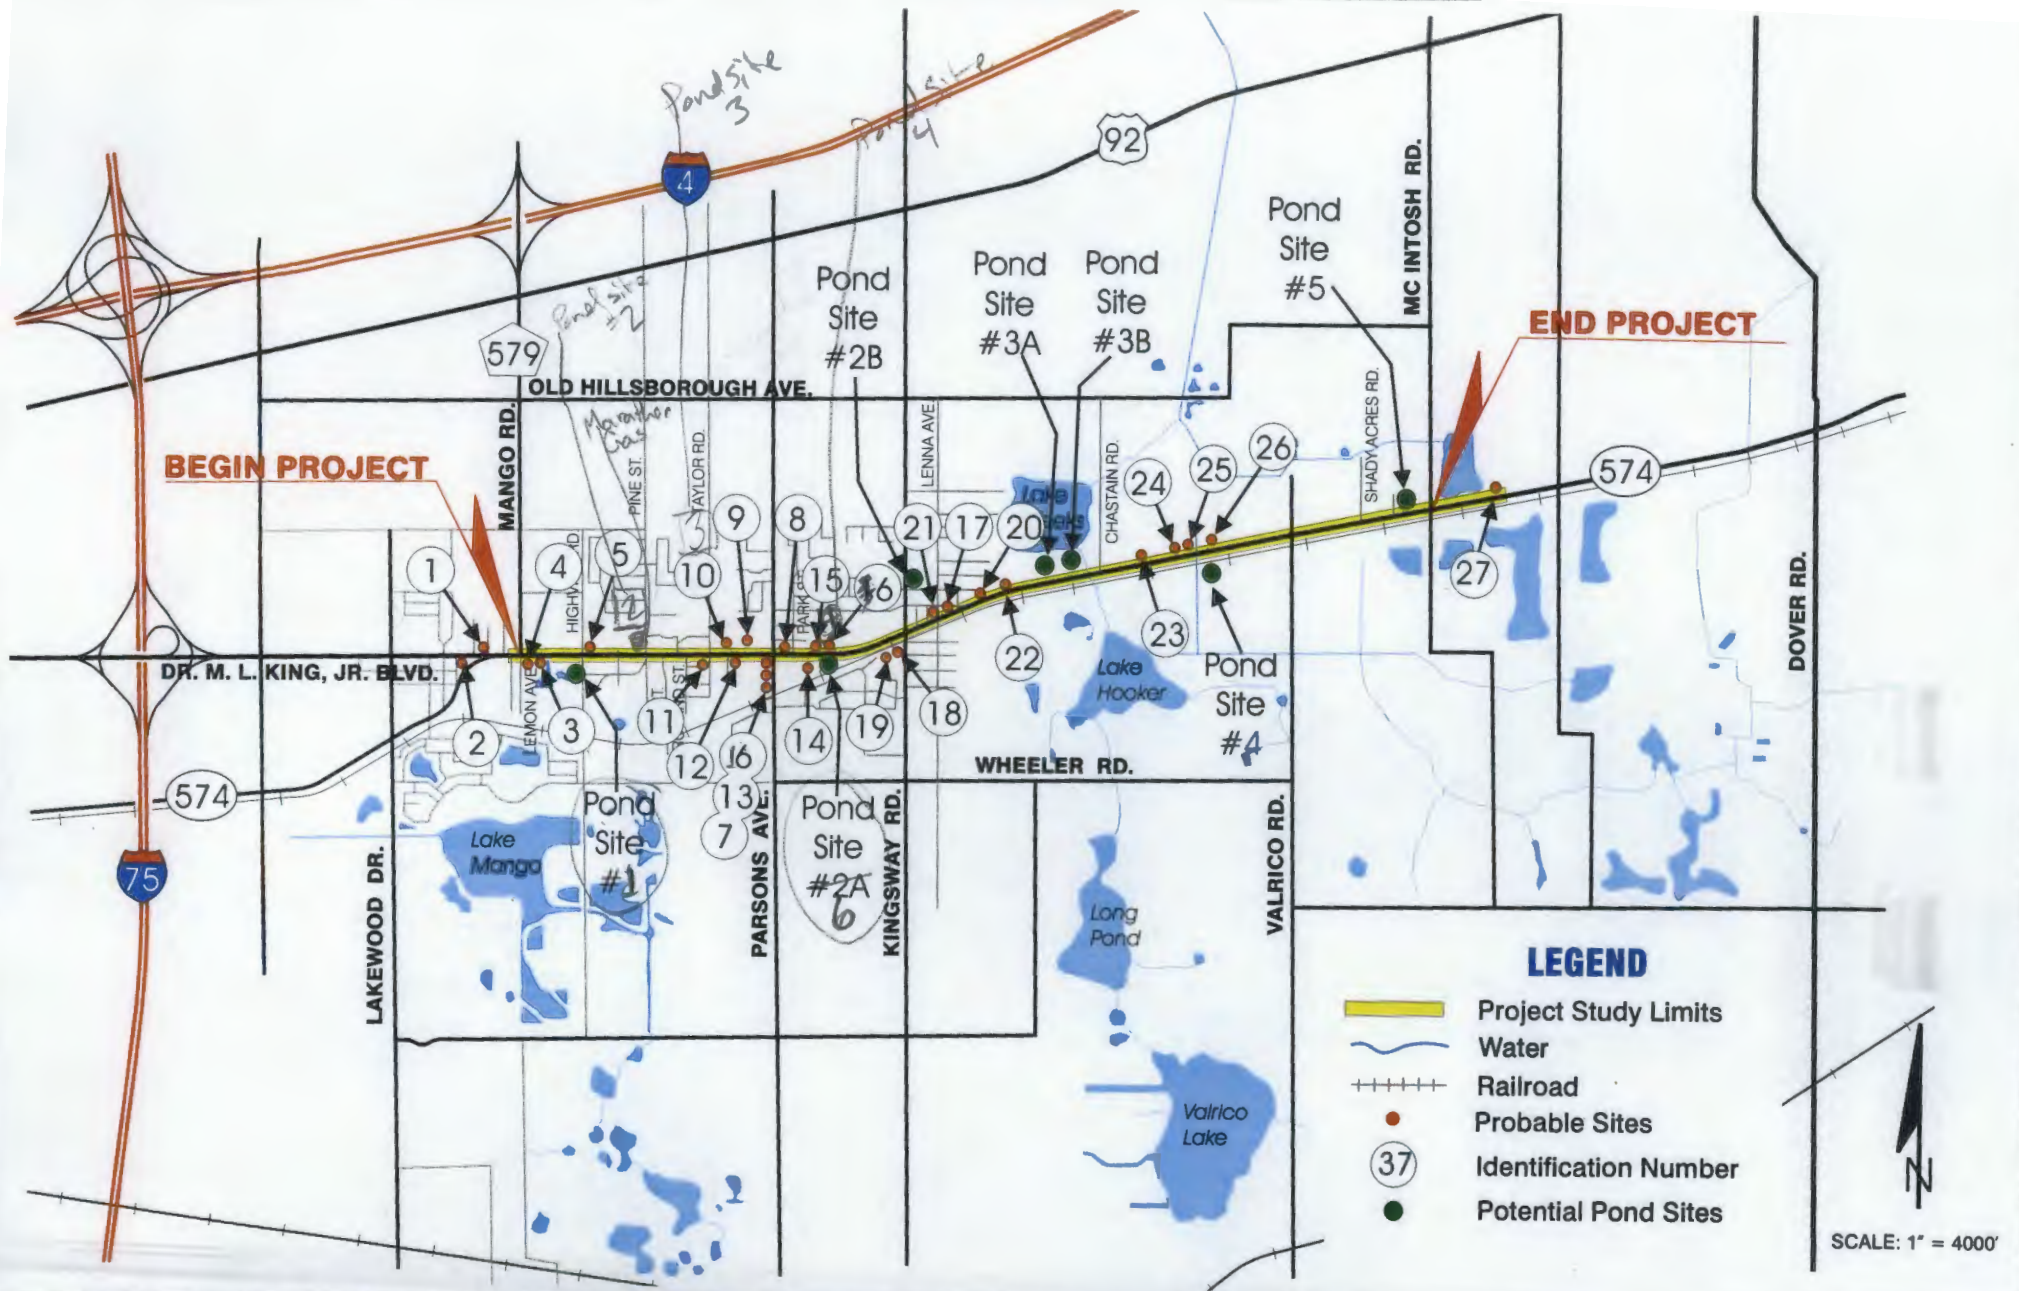 Pond Site
3
Pond Site
4
92
4
MC INTOSH RD.
Pond
Site
#5
Pond
Site
#2B
Pond
Site
#3A
Pond
Site
#3B
Pond Site
#2
END PROJECT
579
OLD HILLSBOROUGH AVE.
Marathon
Gas
MANGO RD.
BEGIN PROJECT
PINE ST.
TAYLOR RD.
LENNA AVE.
CHASTAIN RD.
SHADY ACRES RD.
574
Lake
24
25
26
9
8
21
17
20
1
4
5
10
15
27
DOVER RD.
23
22
DR. M. L. KING, JR. BLVD.
LEMON AVE.
Lake
Hooker
Pond
Site
#4
2
3
11
12
16
13
7
14
19
18
WHEELER RD.
574
Pond
Site
#1
Pond
Site
#2A
6
Lake
Mango
75
LAKEWOOD DR.
PARSONS AVE.
KINGSWAY RD.
VALRICO RD.
Long
Pond
Valrico
Lake
LEGEND
Project Study Limits
Water
Railroad
Probable Sites
37 Identification Number
Potential Pond Sites
N
SCALE: 1" = 4000'